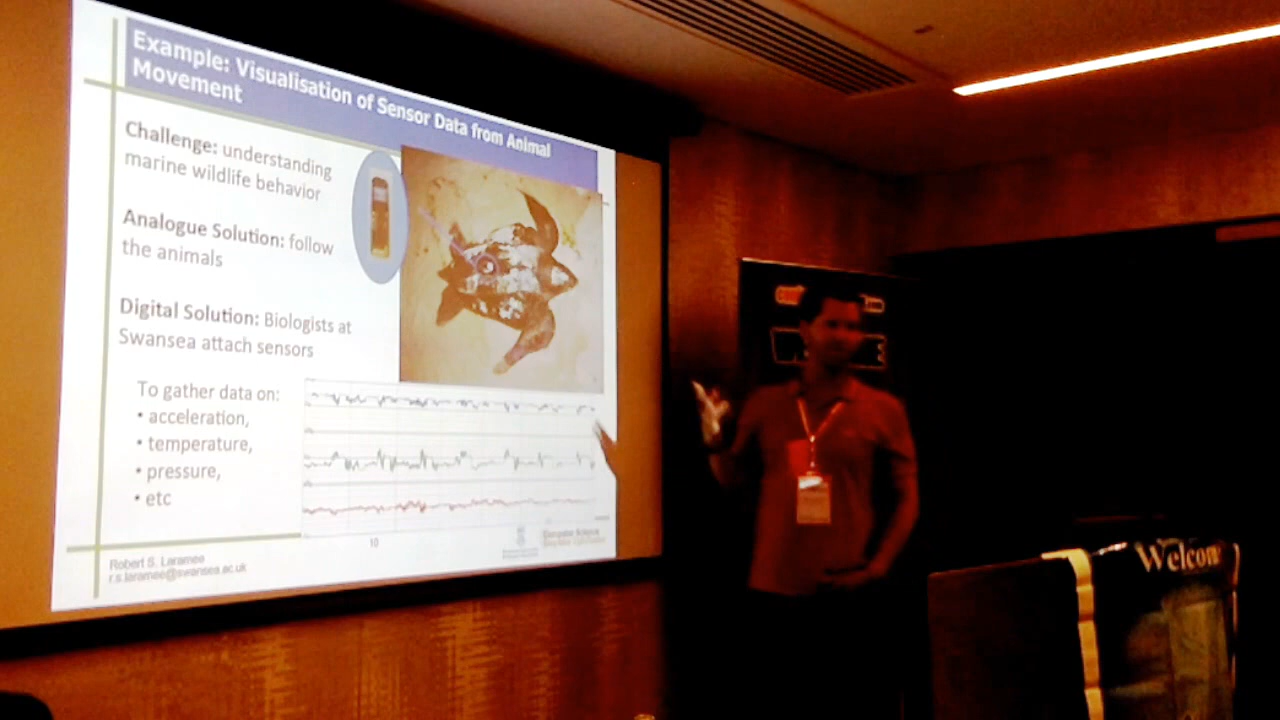 Example: Visualisation of Sensor Data from Animal
Movement
Challenge: understanding
marine wildlife behavior
Analogue Solution: follow
the animals
Digital Solution: Biologists at
Swansea attach sensors
To gather data on:
• acceleration,
• temperature,
• pressure,
• etc
10
Robert S. Laramee
r.s.laramee@swansea.ac.uk
Computer Science
Welcom